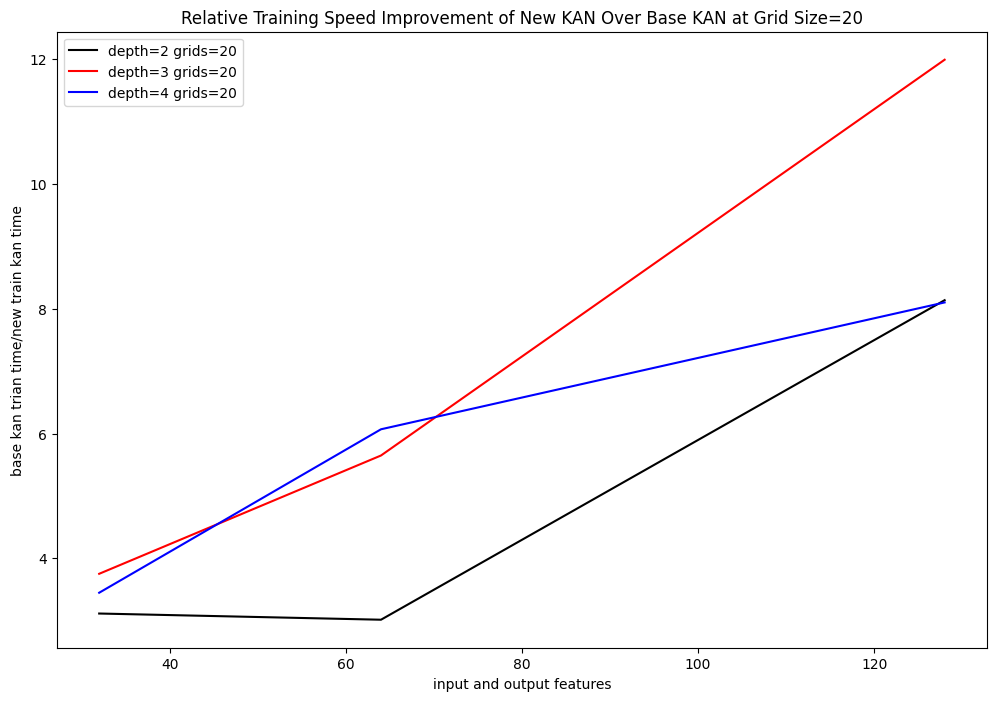 Relative Training Speed Improvement of New KAN Over Base KAN at Grid Size=20
depth=2 grids=20
depth=3 grids=20
depth=4 grids=20
base kan trian time/new train kan time
12
10
8
6
4
40
60
80
100
120
input and output features